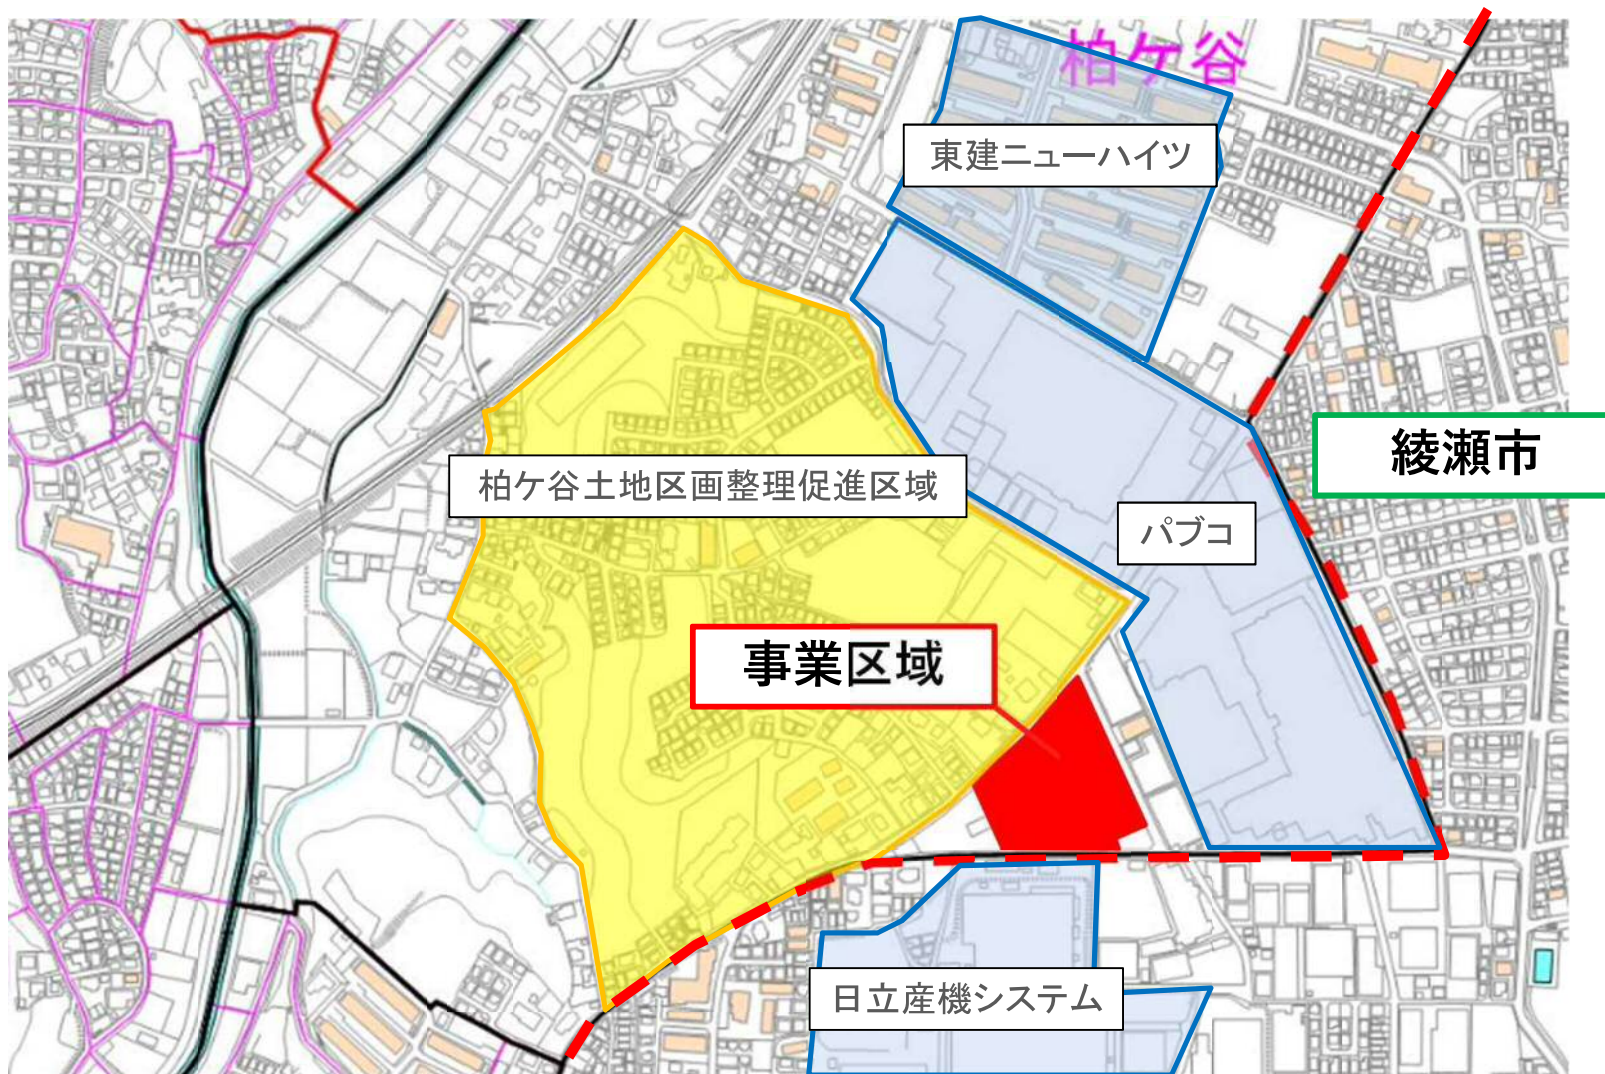 柏ケ谷
東建ニューハイツ
綾瀬市
柏ケ谷土地区画整理促進区域
パブコ
事業区域
日立産機システム